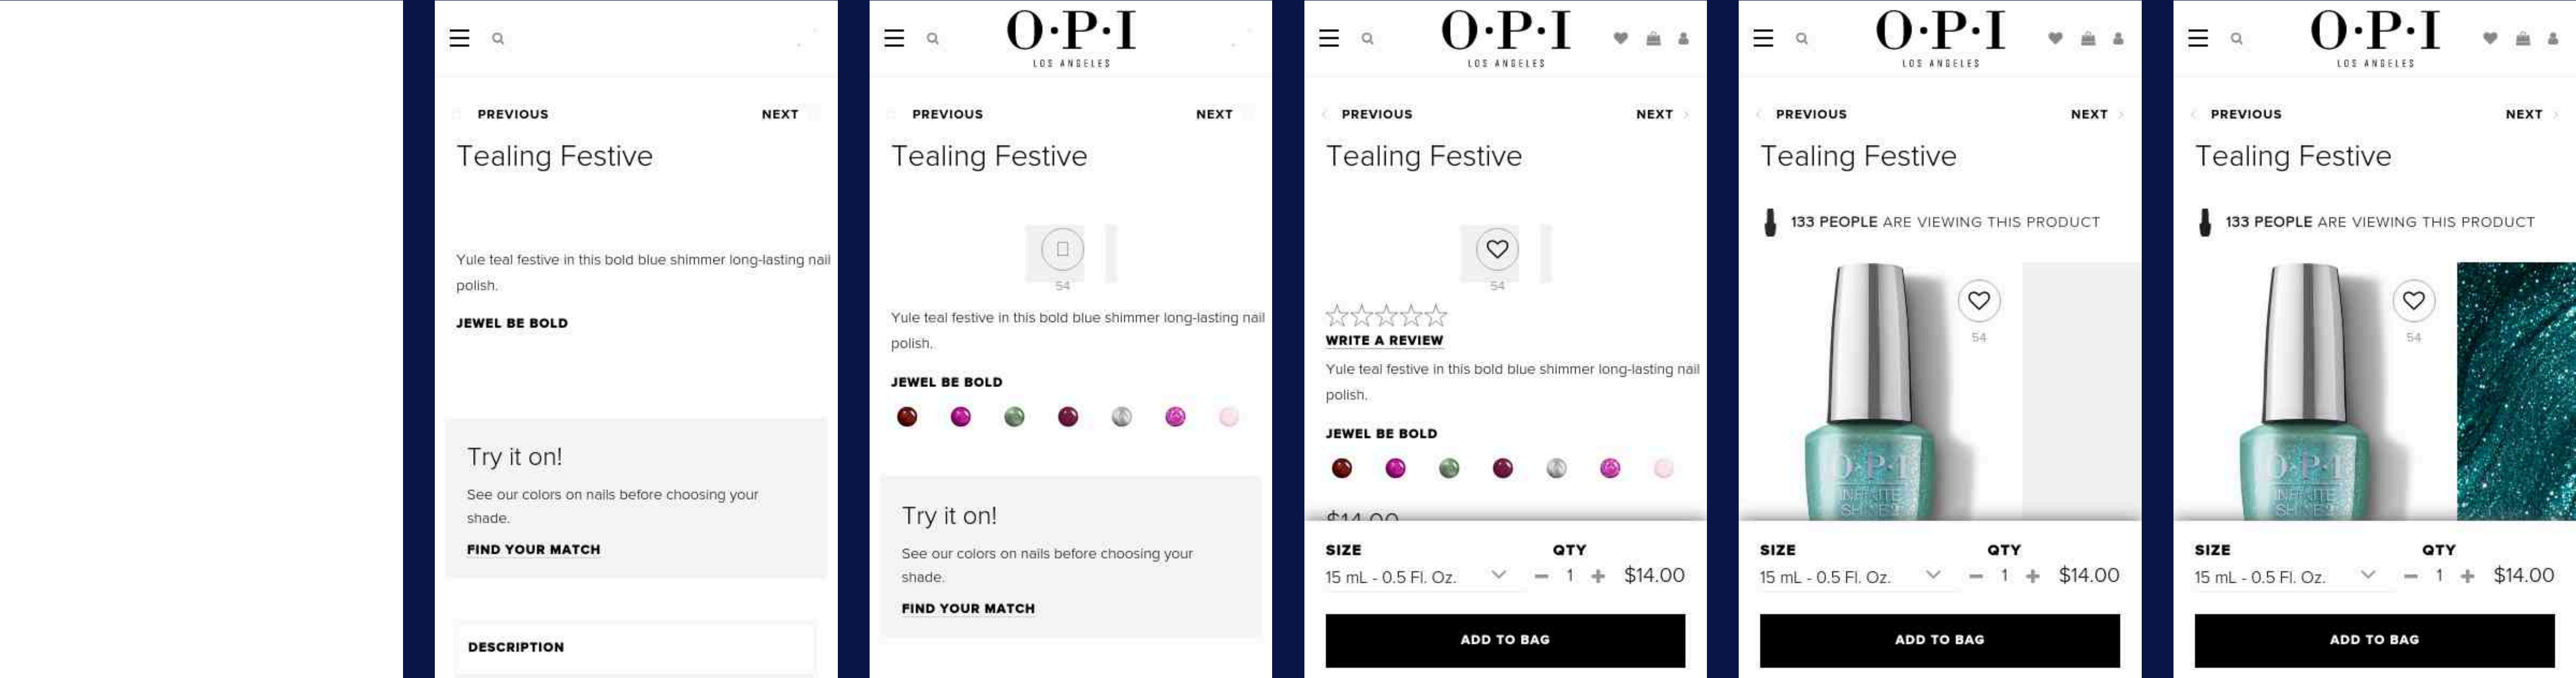 PREVIOUS NEXT
Tealing Festive
Yule teal festive in this bold blue shimmer long-lasting nail
polish.
JEWEL BE BOLD
Try it on!
See our colors on nails before choosing your
shade.
FIND YOUR MATCH
DESCRIPTION
O·P·I
LOS ANGELES
PREVIOUS NEXT
Tealing Festive
54
Yule teal festive in this bold blue shimmer long-lasting nail
polish.
JEWEL BE BOLD
Try it on!
See our colors on nails before choosing your
shade.
FIND YOUR MATCH
O·P·I
LOS ANGELES
PREVIOUS NEXT
Tealing Festive
54
WRITE A REVIEW
Yule teal festive in this bold blue shimmer long-lasting nail
polish.
JEWEL BE BOLD
$14.00
SIZE QTY
15 mL - 0.5 Fl. Oz. 1 $14.00
ADD TO BAG
O·P·I
LOS ANGELES
PREVIOUS NEXT
Tealing Festive
133 PEOPLE ARE VIEWING THIS PRODUCT
54
O·P·I
INFINITE
SHINE 2
SIZE QTY
15 mL - 0.5 Fl. Oz. 1 $14.00
ADD TO BAG
O·P·I
LOS ANGELES
PREVIOUS NEXT
Tealing Festive
133 PEOPLE ARE VIEWING THIS PRODUCT
54
O·P·I
INFINITE
SHINE 2
SIZE QTY
15 mL - 0.5 Fl. Oz. 1 $14.00
ADD TO BAG